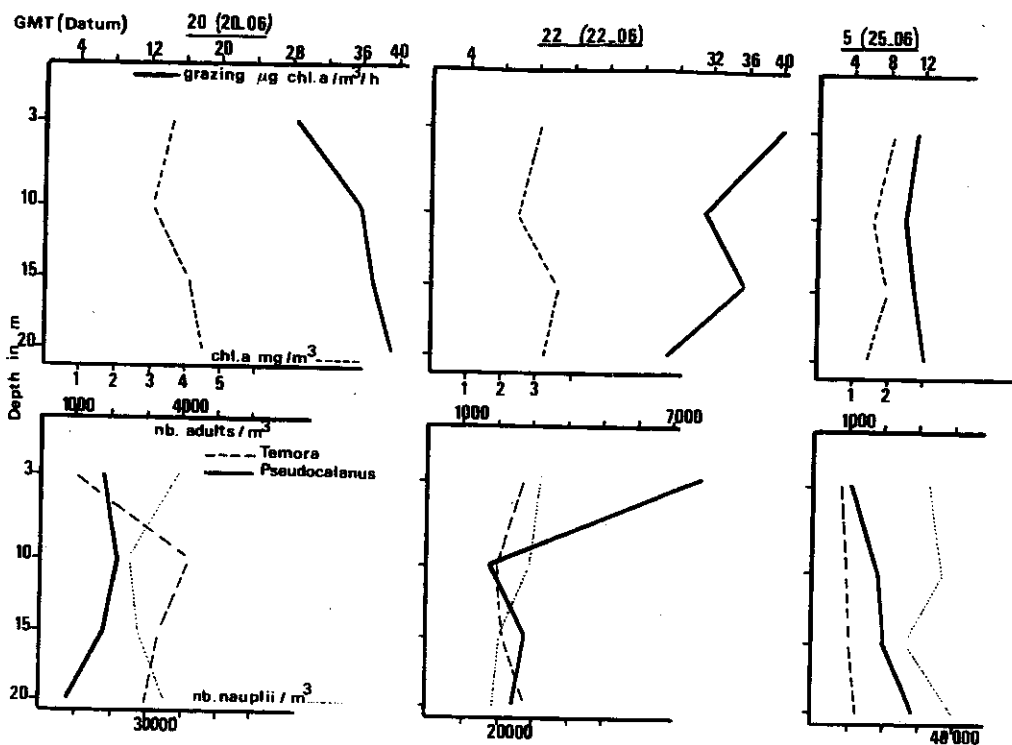 GMT (Datum) 20 (20.06) 22 (22.06) 5 (25.06)
4 12 20 28 36 40
4 32 36 40
4 8 12
grazing µg chl.a/m³/h
3
10
15
20
Depth in m
chl.a mg/m³
1 2 3 4 5
1 2 3
1 2
1000 4000
1000 7000
1000
nb. adults/m³
Temora
Pseudocalanus
3
10
15
20
nb. nauplii / m³
30000
20000
40 000